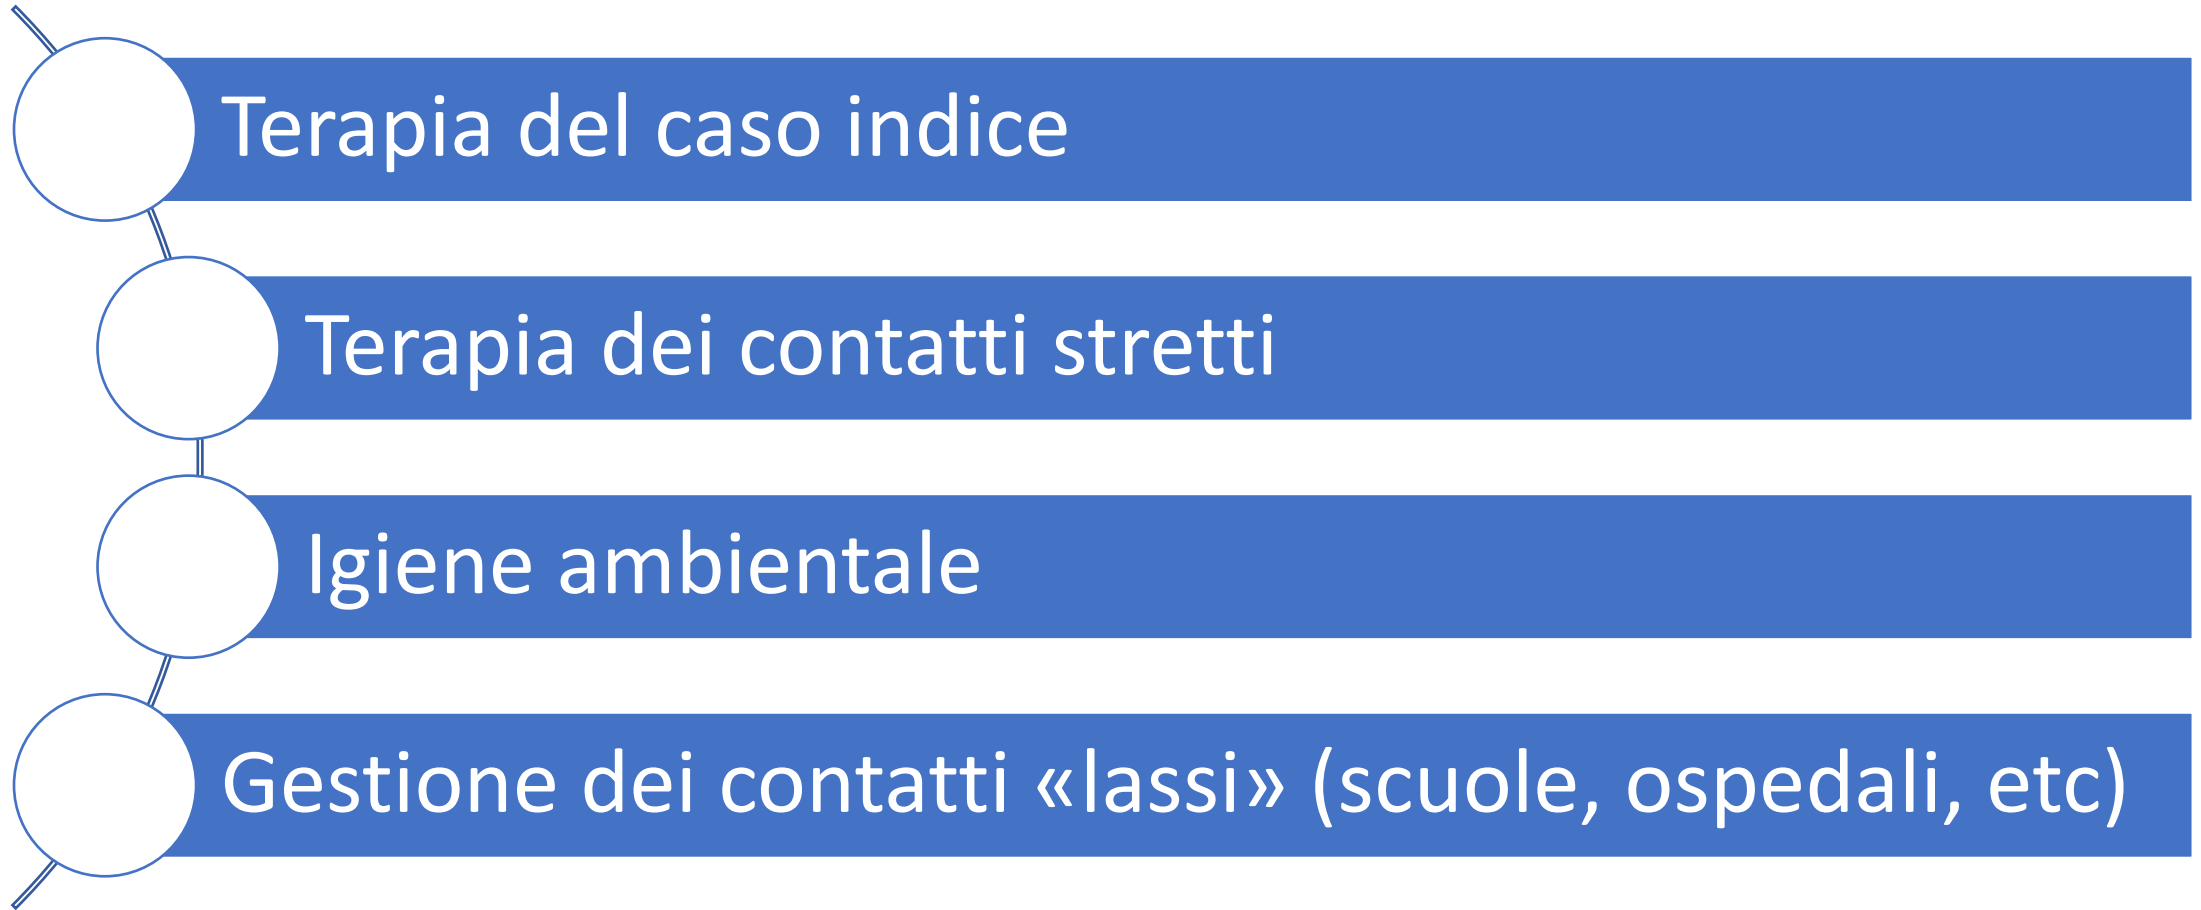 Terapia del caso indice
Terapia dei contatti stretti
Igiene ambientale
Gestione dei contatti «lassi» (scuole, ospedali, etc)